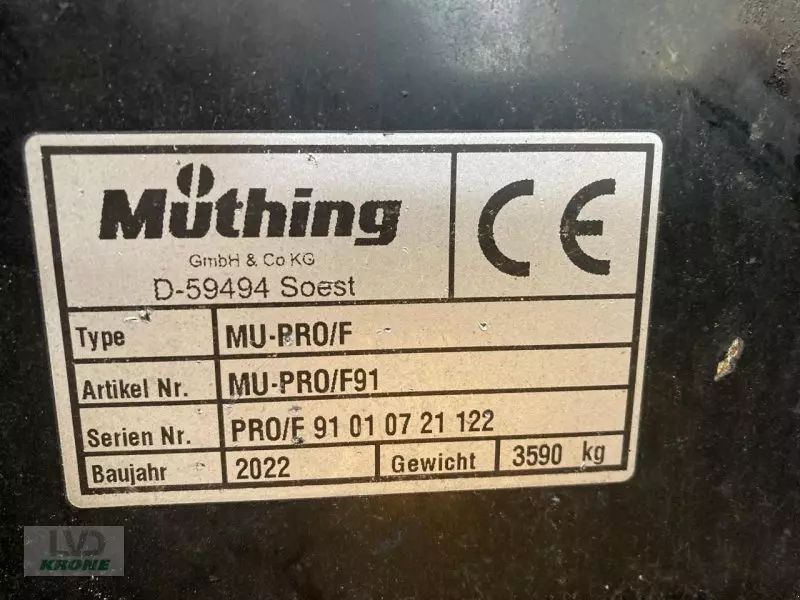 Müthing
GmbH & Co KG
D-59494 Soest
CE
Type MU-PRO/F
Artikel Nr. MU-PRO/F91
Serien Nr. PRO/F 91 01 07 21 122
Baujahr 2022 Gewicht 3590 kg
LVD
KRONE